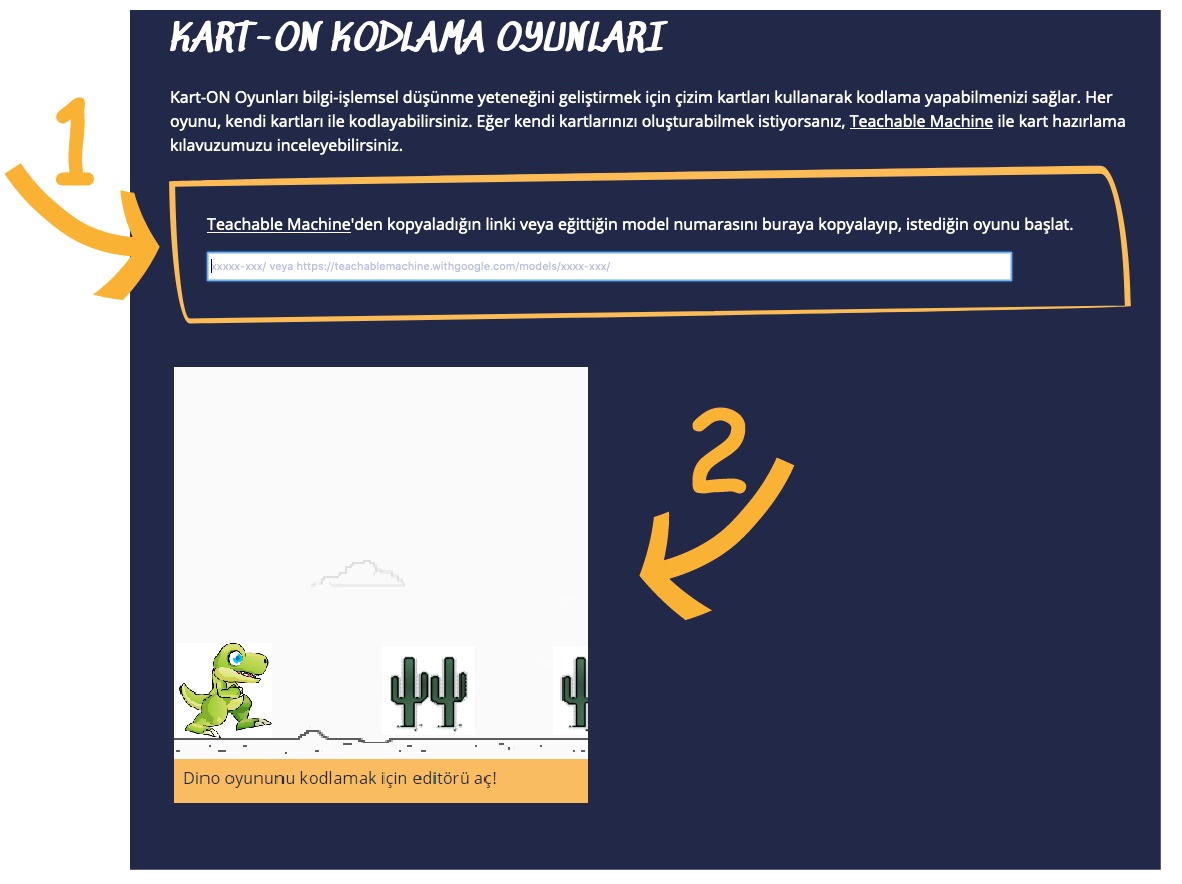 KART-ON KODLAMA OYUNLARI
Kart-ON Oyunları bilgi-işlemsel düşünme yeteneğini geliştirmek için çizim kartları kullanarak kodlama yapabilmenizi sağlar. Her
oyunu, kendi kartları ile kodlayabilirsiniz. Eğer kendi kartlarınızı oluşturabilmek istiyorsanız, Teachable Machine ile kart hazırlama
kılavuzumuzu inceleyebilirsiniz.
1
Teachable Machine'den kopyaladığın linki veya eğittiğin model numarasını buraya kopyalayıp, istediğin oyunu başlat.
xxxxx-xxx/ veya https://teachablemachine.withgoogle.com/models/xxxx-xxx/
2
Dino oyununu kodlamak için editörü aç!